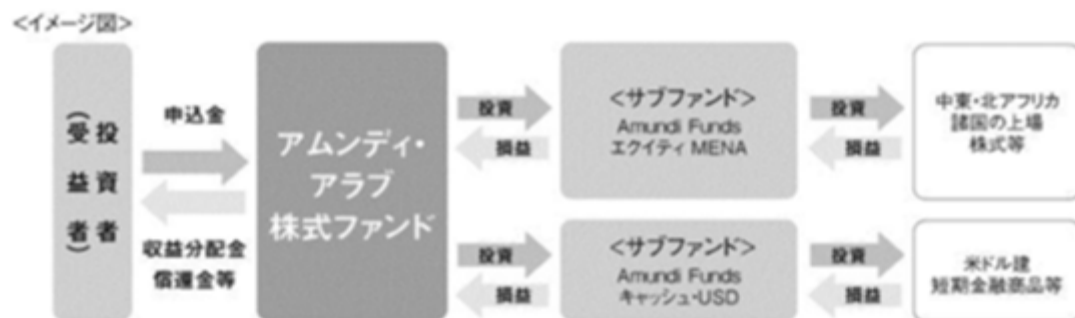 <イメージ図>
投資者
(受益者)
申込金
収益分配金
償還金等
アムンディ・
アラブ
株式ファンド
投資
損益
<サブファンド>
Amundi Funds
エクイティ MENA
投資
損益
中東・北アフリカ
諸国の上場
株式等
投資
損益
<サブファンド>
Amundi Funds
キャッシュ・USD
投資
損益
米ドル建
短期金融商品等